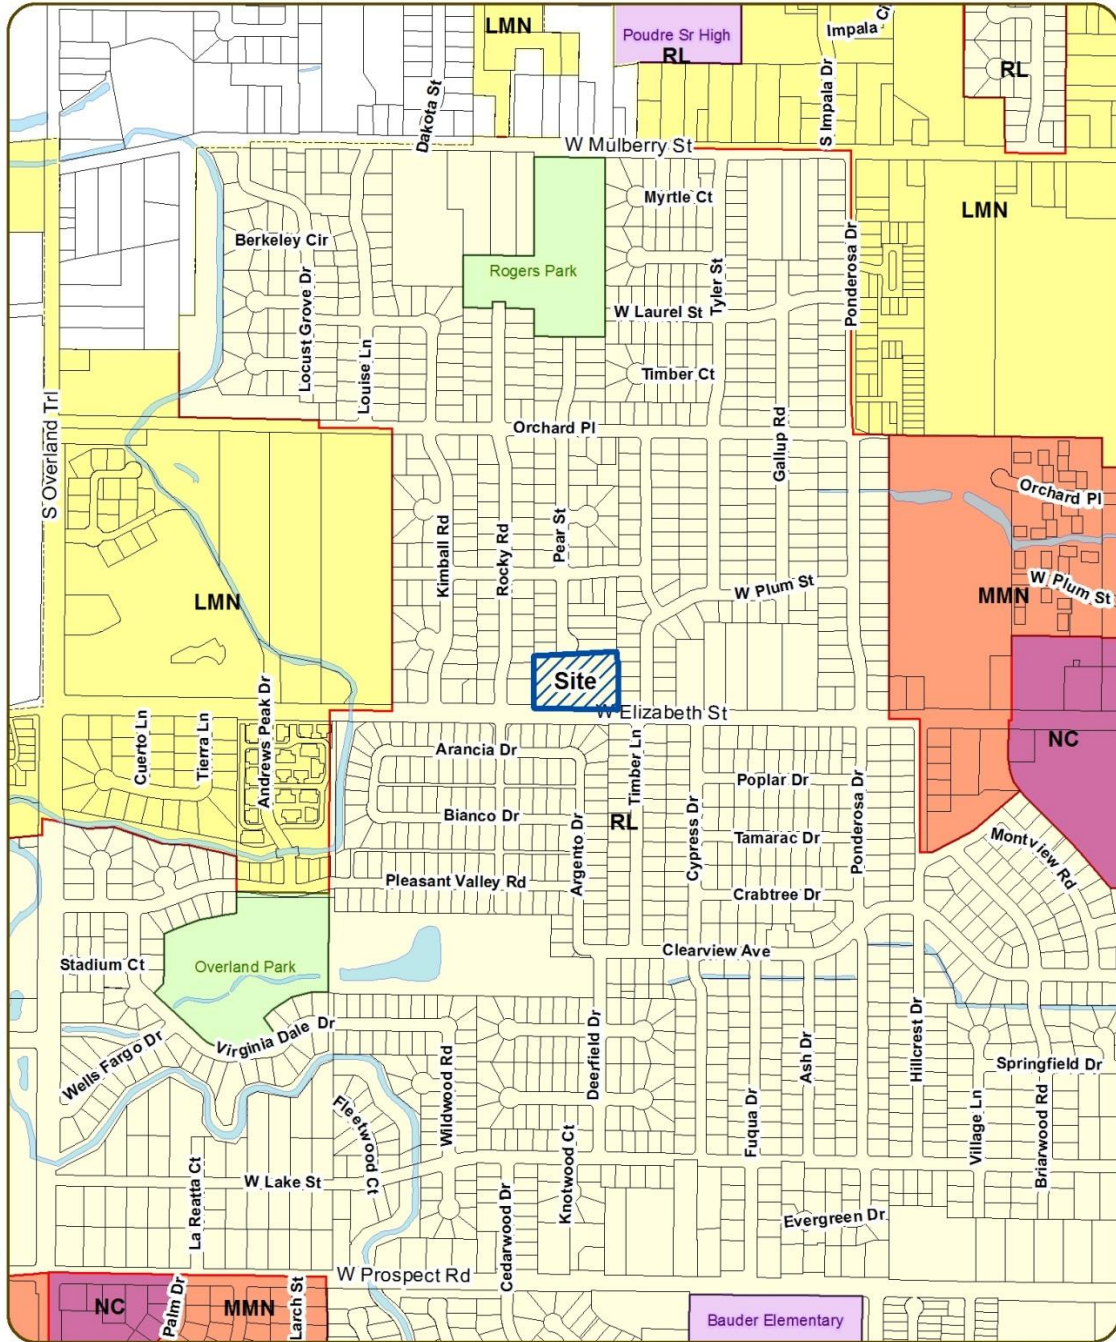 LMN
Poudre Sr High
RL
Impala Cir
RL
Dakota St
S Impala Dr
W Mulberry St
Myrtle Ct
LMN
Berkeley Cir
Rogers Park
Tyler St
Ponderosa Dr
W Laurel St
Locust Grove Dr
Louise Ln
Timber Ct
S Overland Trl
Orchard Pl
Gallup Rd
Orchard Pl
Kimball Rd
Rocky Rd
Pear St
W Plum St
W Plum St
LMN
MMN
Site
W Elizabeth St
Andrews Peak Dr
Cuerto Ln
Tierra Ln
Arancia Dr
Timber Ln
NC
Poplar Dr
Bianco Dr
RL
Cypress Dr
Ponderosa Dr
Tamarac Dr
Montview Rd
Argento Dr
Pleasant Valley Rd
Crabtree Dr
Stadium Ct
Overland Park
Clearview Ave
Virginia Dale Dr
Wells Fargo Dr
Deerfield Dr
Ash Dr
Hillcrest Dr
Springfield Dr
Wildwood Rd
Fleetwood Ct
Fuqua Dr
Village Ln
Briarwood Rd
W Lake St
La Reatta Ct
Knotwood Ct
Cedarwood Dr
Evergreen Dr
W Prospect Rd
NC
Palm Dr
MMN
Larch St
Bauder Elementary